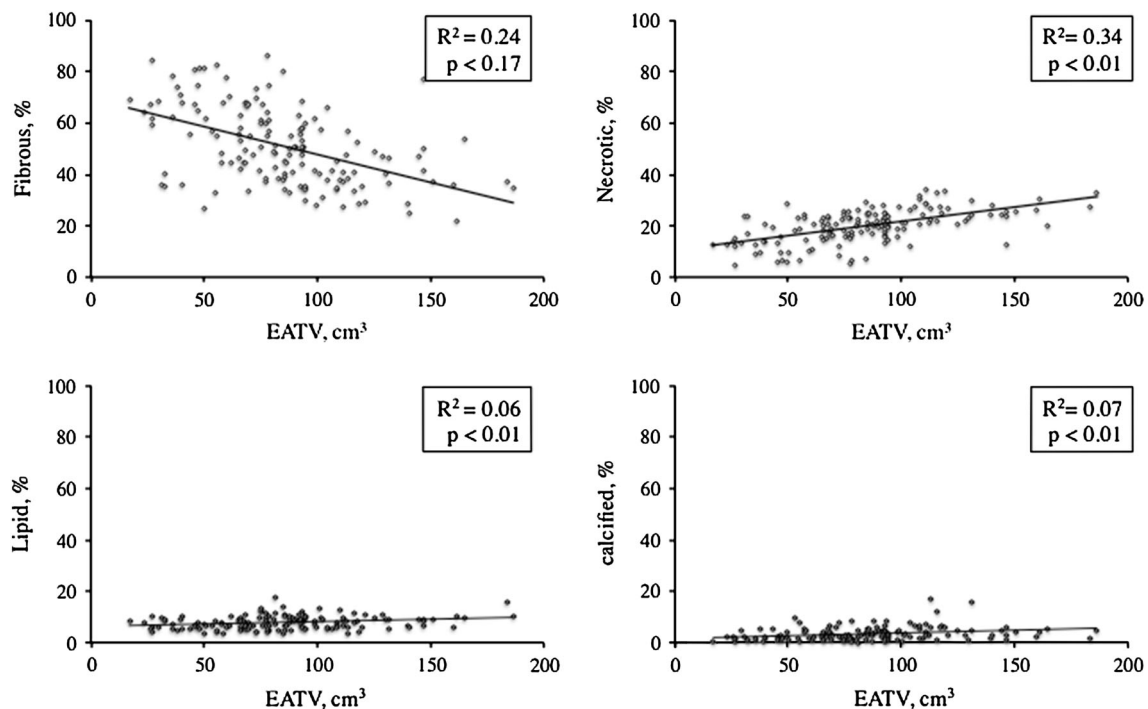 100
80
60
40
20
0
Fibrous, %
R² = 0.24
p < 0.17
0 50 100 150 200
EATV, cm³
100
80
60
40
20
0
Necrotic, %
R² = 0.34
p < 0.01
0 50 100 150 200
EATV, cm³
100
80
60
40
20
0
Lipid, %
R² = 0.06
p < 0.01
0 50 100 150 200
EATV, cm³
100
80
60
40
20
0
calcified, %
R² = 0.07
p < 0.01
0 50 100 150 200
EATV, cm³